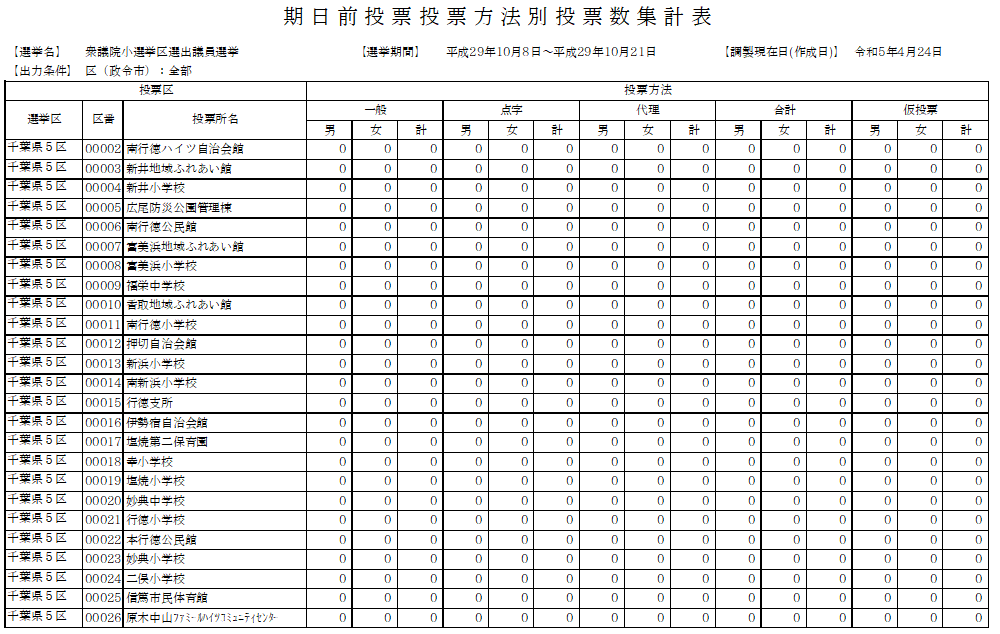 期日前投票投票方法別投票数集計表
【選挙名】 衆議院小選挙区選出議員選挙 【選挙期間】 平成29年10月8日～平成29年10月21日 【調製現在日(作成日)】 令和5年4月24日
【出力条件】 区（政令市）：全部
投票区 投票方法
選挙区 区番 投票所名 一般 点字 代理 合計 仮投票
男 女 計 男 女 計 男 女 計 男 女 計 男 女 計
千葉県５区 00002 南行徳ハイツ自治会館 0 0 0 0 0 0 0 0 0 0 0 0 0 0 0
千葉県５区 00003 新井地域ふれあい館 0 0 0 0 0 0 0 0 0 0 0 0 0 0 0
千葉県５区 00004 新井小学校 0 0 0 0 0 0 0 0 0 0 0 0 0 0 0
千葉県５区 00005 広尾防災公園管理棟 0 0 0 0 0 0 0 0 0 0 0 0 0 0 0
千葉県５区 00006 南行徳公民館 0 0 0 0 0 0 0 0 0 0 0 0 0 0 0
千葉県５区 00007 富美浜地域ふれあい館 0 0 0 0 0 0 0 0 0 0 0 0 0 0 0
千葉県５区 00008 富美浜小学校 0 0 0 0 0 0 0 0 0 0 0 0 0 0 0
千葉県５区 00009 福栄中学校 0 0 0 0 0 0 0 0 0 0 0 0 0 0 0
千葉県５区 00010 香取地域ふれあい館 0 0 0 0 0 0 0 0 0 0 0 0 0 0 0
千葉県５区 00011 南行徳小学校 0 0 0 0 0 0 0 0 0 0 0 0 0 0 0
千葉県５区 00012 押切自治会館 0 0 0 0 0 0 0 0 0 0 0 0 0 0 0
千葉県５区 00013 新浜小学校 0 0 0 0 0 0 0 0 0 0 0 0 0 0 0
千葉県５区 00014 南新浜小学校 0 0 0 0 0 0 0 0 0 0 0 0 0 0 0
千葉県５区 00015 行徳支所 0 0 0 0 0 0 0 0 0 0 0 0 0 0 0
千葉県５区 00016 伊勢宿自治会館 0 0 0 0 0 0 0 0 0 0 0 0 0 0 0
千葉県５区 00017 塩焼第二保育園 0 0 0 0 0 0 0 0 0 0 0 0 0 0 0
千葉県５区 00018 幸小学校 0 0 0 0 0 0 0 0 0 0 0 0 0 0 0
千葉県５区 00019 塩焼小学校 0 0 0 0 0 0 0 0 0 0 0 0 0 0 0
千葉県５区 00020 妙典中学校 0 0 0 0 0 0 0 0 0 0 0 0 0 0 0
千葉県５区 00021 行徳小学校 0 0 0 0 0 0 0 0 0 0 0 0 0 0 0
千葉県５区 00022 本行徳公民館 0 0 0 0 0 0 0 0 0 0 0 0 0 0 0
千葉県５区 00023 妙典小学校 0 0 0 0 0 0 0 0 0 0 0 0 0 0 0
千葉県５区 00024 二俣小学校 0 0 0 0 0 0 0 0 0 0 0 0 0 0 0
千葉県５区 00025 信篤市民体育館 0 0 0 0 0 0 0 0 0 0 0 0 0 0 0
千葉県５区 00026 原木中山ﾌｧﾐｰﾙﾊｲﾂｺﾐｭﾆﾃｨｾﾝﾀｰ 0 0 0 0 0 0 0 0 0 0 0 0 0 0 0